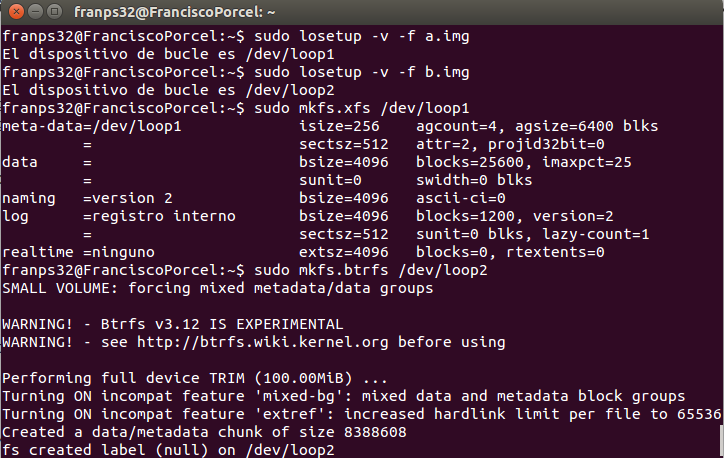 franps32@FranciscoPorcel: ~
franps32@FranciscoPorcel:~$ sudo losetup -v -f a.img
El dispositivo de bucle es /dev/loop1
franps32@FranciscoPorcel:~$ sudo losetup -v -f b.img
El dispositivo de bucle es /dev/loop2
franps32@FranciscoPorcel:~$ sudo mkfs.xfs /dev/loop1
meta-data=/dev/loop1             isize=256    agcount=4, agsize=6400 blks
         =                       sectsz=512   attr=2, projid32bit=0
data     =                       bsize=4096   blocks=25600, imaxpct=25
         =                       sunit=0      swidth=0 blks
naming   =version 2              bsize=4096   ascii-ci=0
log      =registro interno       bsize=4096   blocks=1200, version=2
         =                       sectsz=512   sunit=0 blks, lazy-count=1
realtime =ninguno                extsz=4096   blocks=0, rtextents=0
franps32@FranciscoPorcel:~$ sudo mkfs.btrfs /dev/loop2
SMALL VOLUME: forcing mixed metadata/data groups

WARNING! - Btrfs v3.12 IS EXPERIMENTAL
WARNING! - see http://btrfs.wiki.kernel.org before using

Performing full device TRIM (100.00MiB) ...
Turning ON incompat feature 'mixed-bg': mixed data and metadata block groups
Turning ON incompat feature 'extref': increased hardlink limit per file to 65536
Created a data/metadata chunk of size 8388608
fs created label (null) on /dev/loop2